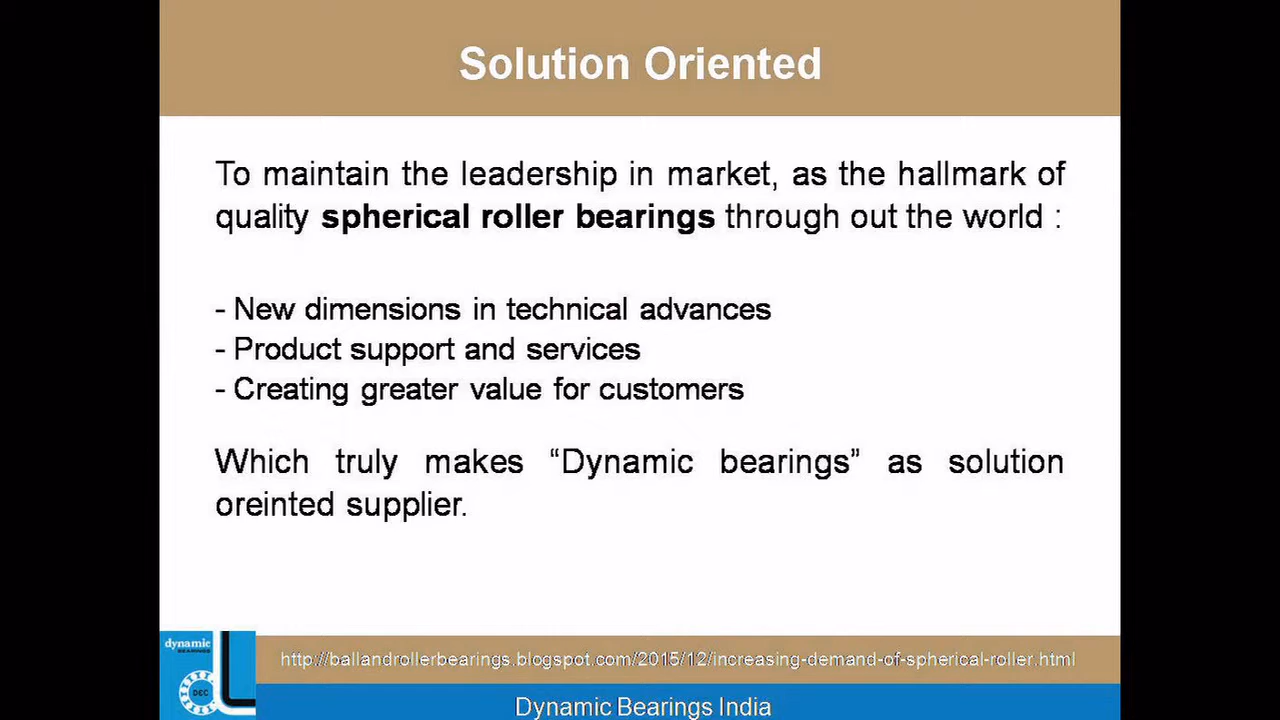 Solution Oriented
To maintain the leadership in market, as the hallmark of
quality spherical roller bearings through out the world :
- New dimensions in technical advances
- Product support and services
- Creating greater value for customers
Which truly makes “Dynamic bearings” as solution
oreinted supplier.
dynamic
BEARINGS
DEC
http://ballandrollerbearings.blogspot.com/2015/12/increasing-demand-of-spherical-roller.html
Dynamic Bearings India